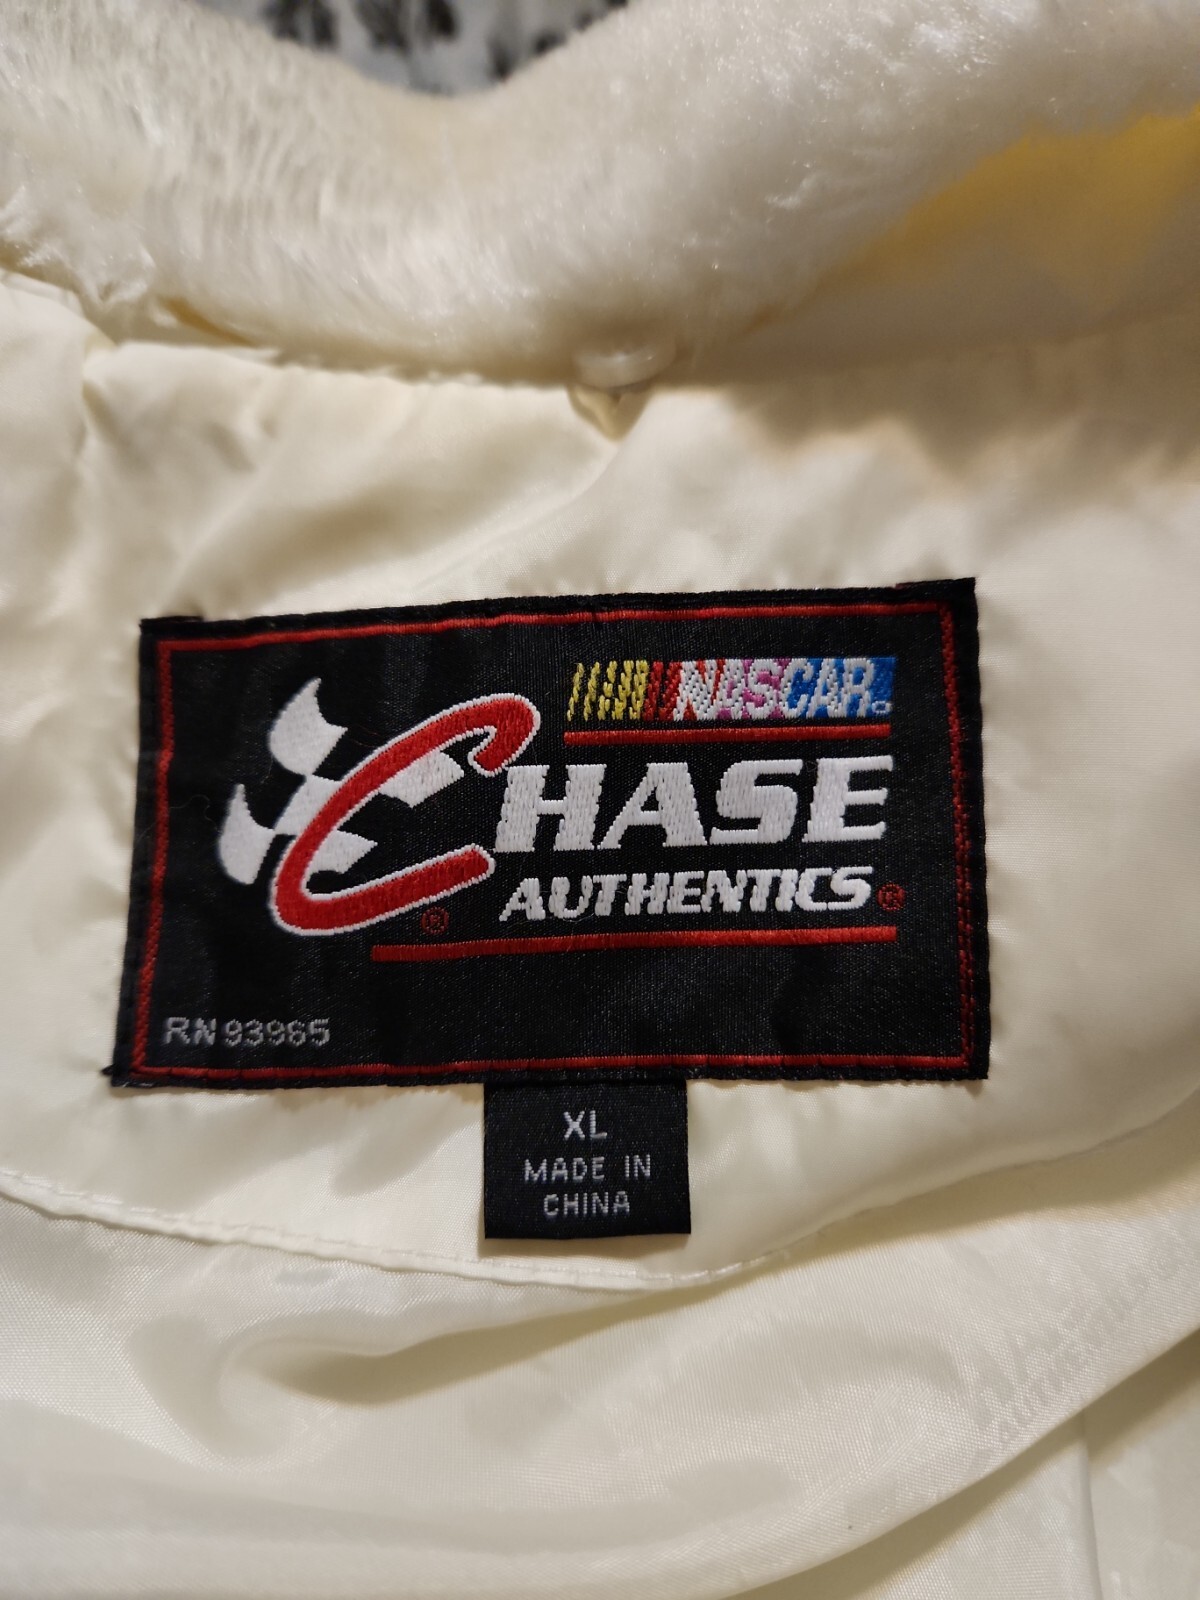 NASCAR®
CHASE
AUTHENTICS®
®
RN 93965
XL
MADE IN
CHINA